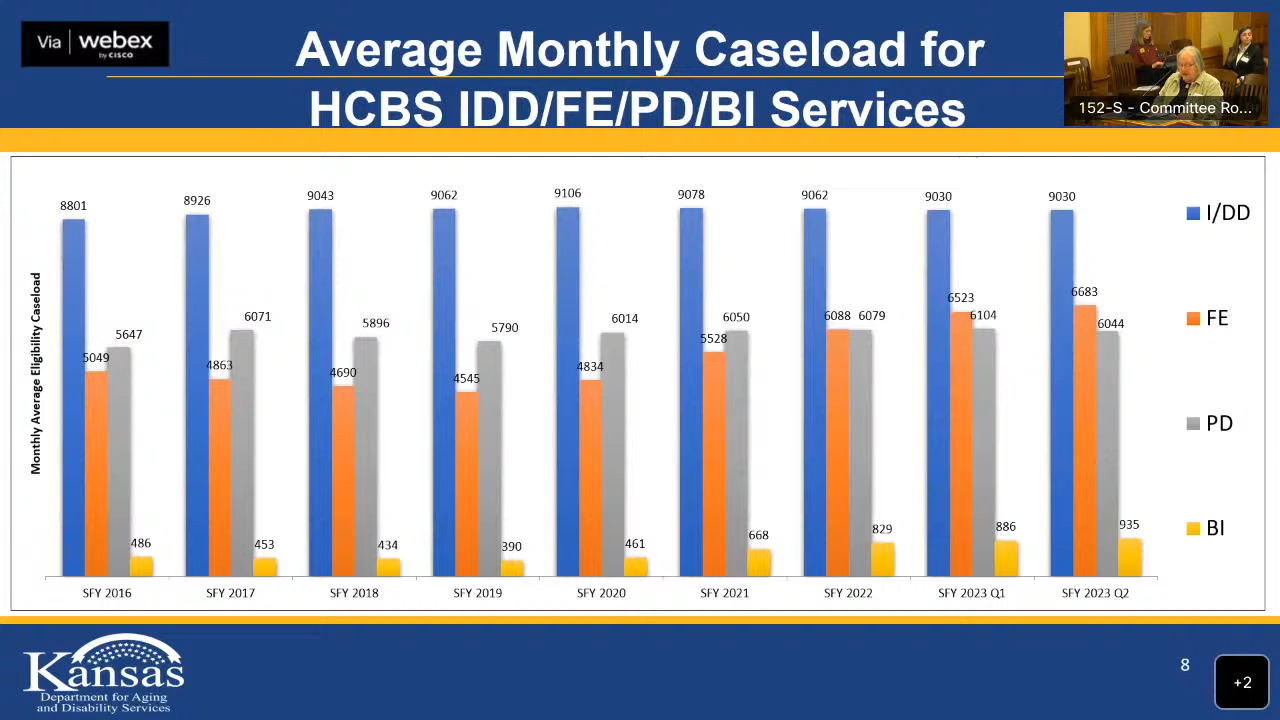 Via | webex
by CISCO
Average Monthly Caseload for
HCBS IDD/FE/PD/BI Services
152-S - Committee Ro...
Monthly Average Eligibility Caseload
8801 5049 5647 486
8926 4863 6071 453
9043 4690 5896 434
9062 4545 5790 390
9106 4834 6014 461
9078 5528 6050 668
9062 6088 6079 829
9030 6523 6104 886
9030 6683 6044 935
SFY 2016 SFY 2017 SFY 2018 SFY 2019 SFY 2020 SFY 2021 SFY 2022 SFY 2023 Q1 SFY 2023 Q2
I/DD
FE
PD
BI
Kansas
Department for Aging
and Disability Services
8
+2